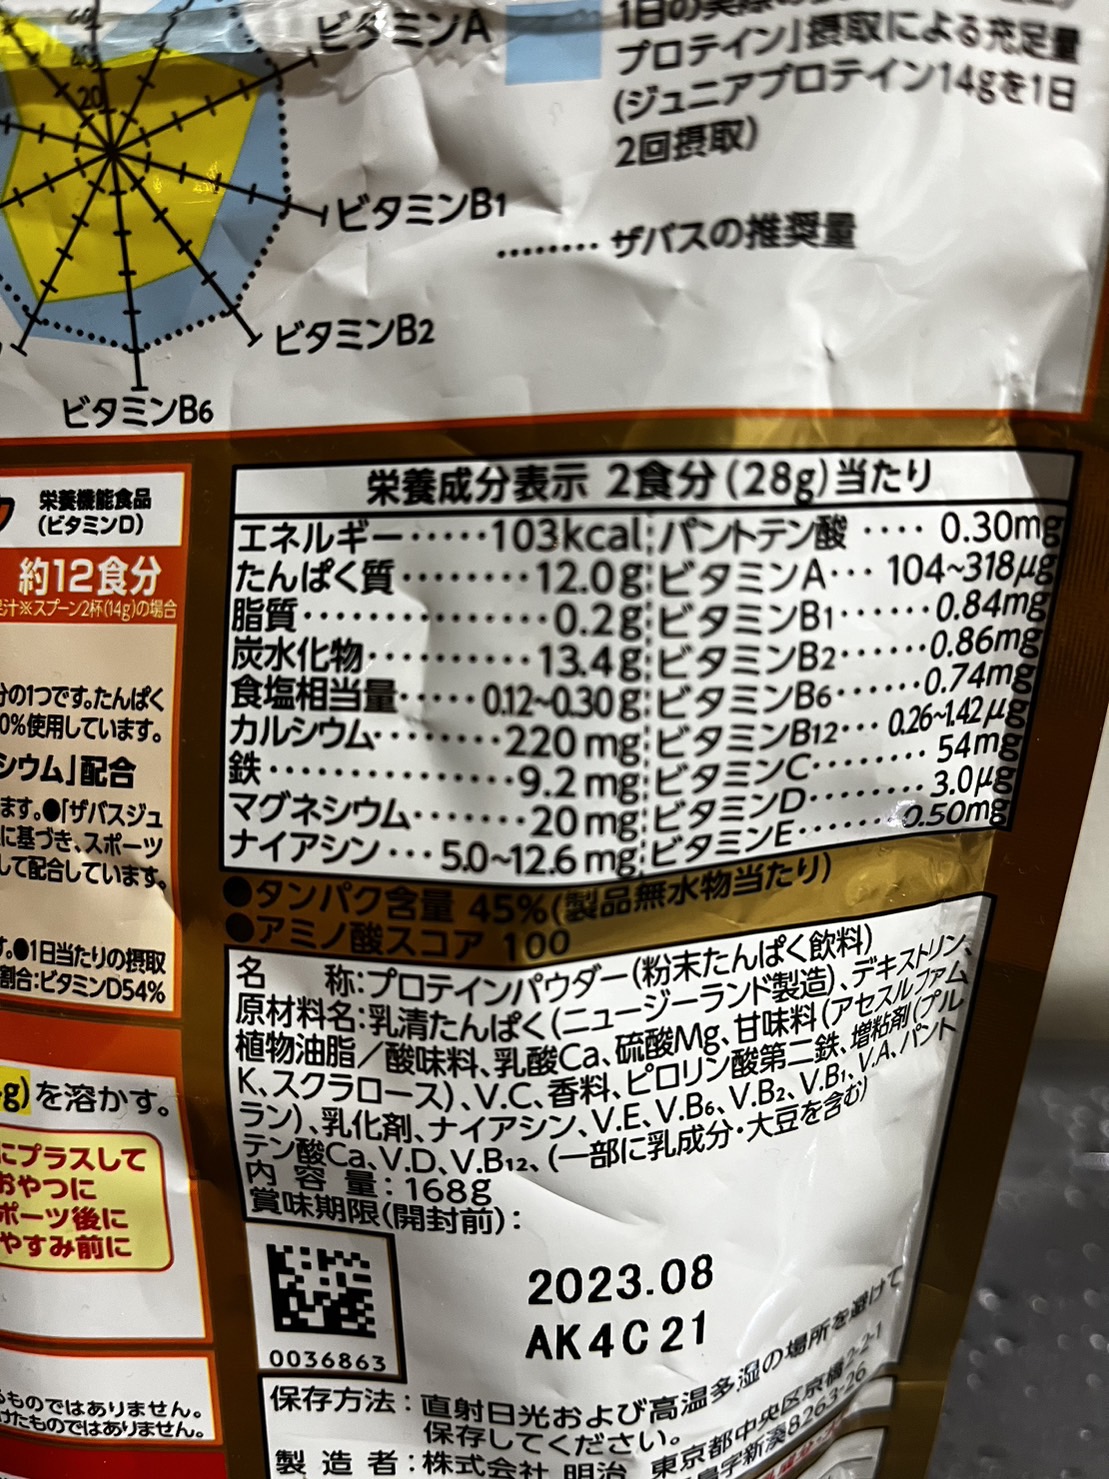 60
40
20
ビタミンA
プロテイン」摂取による充足量
(ジュニアプロテイン14gを1日
2回摂取)
ビタミンB1
‥‥‥‥ ザバスの推奨量
ビタミンB2
ビタミンB6
栄養機能食品
(ビタミンD)
約12食分
※スプーン2杯(14g)の場合
分の1つです。たんぱく
0%使用しています。
シウム」配合
ます。●「ザバスジュ
に基づき、スポーツ
して配合しています。
す。●1日当たりの摂取
割合:ビタミンD54%
g)を溶かす。
にプラスして
おやつに
ポーツ後に
やすみ前に
ものではありません。
けたものではありません。
栄養成分表示 2食分(28g)当たり
エネルギー‥‥‥103kcal
たんぱく質‥‥‥‥12.0g
脂質‥‥‥‥‥‥0.2g
炭水化物‥‥‥‥‥13.4g
食塩相当量‥‥‥0.12~0.30g
カルシウム‥‥‥‥220mg
鉄‥‥‥‥‥‥‥9.2mg
マグネシウム‥‥‥20mg
ナイアシン‥‥5.0~12.6mg
パントテン酸‥‥0.30mg
ビタミンA‥‥104~318μg
ビタミンB1‥‥‥0.84mg
ビタミンB2‥‥‥0.86mg
ビタミンB6‥‥‥0.74mg
ビタミンB12‥‥0.26~1.42μg
ビタミンC‥‥‥‥54mg
ビタミンD‥‥‥‥3.0μg
ビタミンE‥‥‥0.50mg
●タンパク含量 45%(製品無水物当たり)
●アミノ酸スコア 100
名 称:プロテインパウダー(粉末たんぱく飲料)
原材料名:乳清たんぱく(ニュージーランド製造)、デキストリン、
植物油脂/酸味料、乳酸Ca、硫酸Mg、甘味料(アセスルファム
K、スクラロース)、V.C、香料、ピロリン酸第二鉄、増粘剤(プル
ラン)、乳化剤、ナイアシン、V.E、V.B6、V.B2、V.B1、V.A、パント
テン酸Ca、V.D、V.B12、(一部に乳成分・大豆を含む)
内容量:168g
賞味期限(開封前):
2023.08
AK4C21
0036863
保存方法:直射日光および高温多湿の場所を避けて
保存してください。
製造者:株式会社 明治 東京都中央区京橋2-2-1
字新湊8263-26